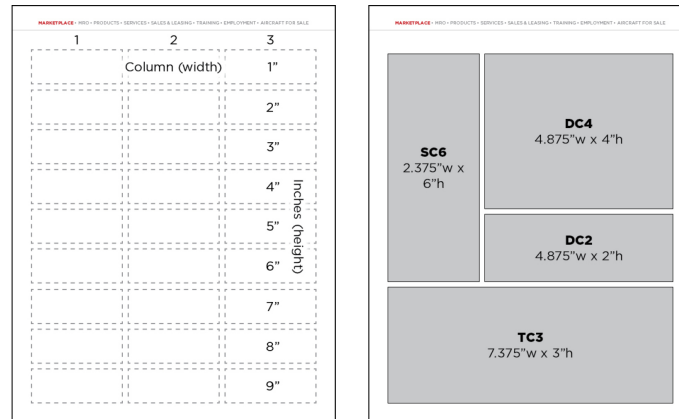 MARKETPLACE • MRO • PRODUCTS • SERVICES • SALES & LEASING • TRAINING • EMPLOYMENT • AIRCRAFT FOR SALE
1 2 3
Column (width) 1”
2”
3”
4”
5”
6”
7”
8”
9”
Inches (height)
MARKETPLACE • MRO • PRODUCTS • SERVICES • SALES & LEASING • TRAINING • EMPLOYMENT • AIRCRAFT FOR SALE
SC6
2.375”w x
6”h
DC4
4.875”w x 4”h
DC2
4.875”w x 2”h
TC3
7.375”w x 3”h